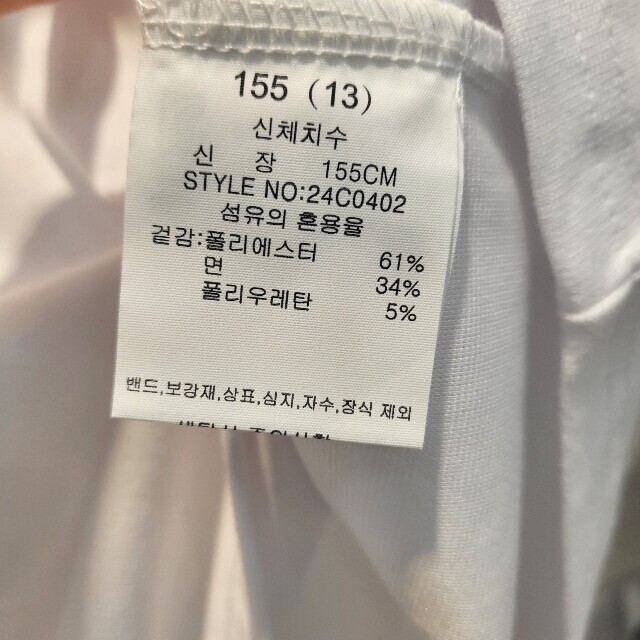 155 (13)
신체치수
신 장 155CM
STYLE NO:24C0402
섬유의 혼용율
겉감:폴리에스터 61%
면 34%
폴리우레탄 5%
밴드,보강재,상표,심지,자수,장식 제외